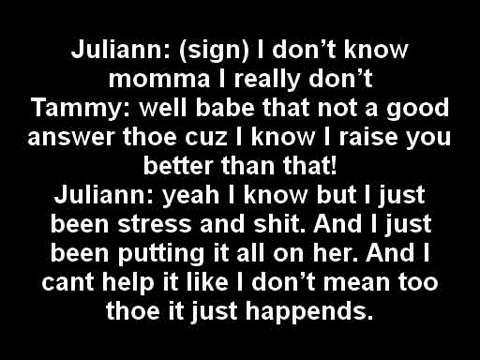 Juliann: (sign) I don’t know
momma I really don’t
Tammy: well babe that not a good
answer thoe cuz I know I raise you
better than that!
Juliann: yeah I know but I just
been stress and shit. And I just
been putting it all on her. And I
cant help it like I don’t mean too
thoe it just happends.